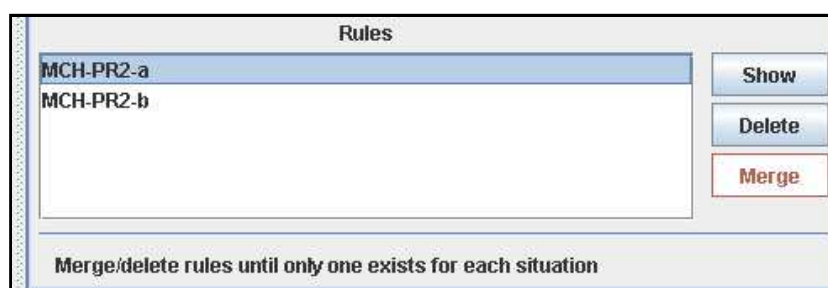 Rules
MCH-PR2-a
MCH-PR2-b
Show
Delete
Merge
Merge/delete rules until only one exists for each situation